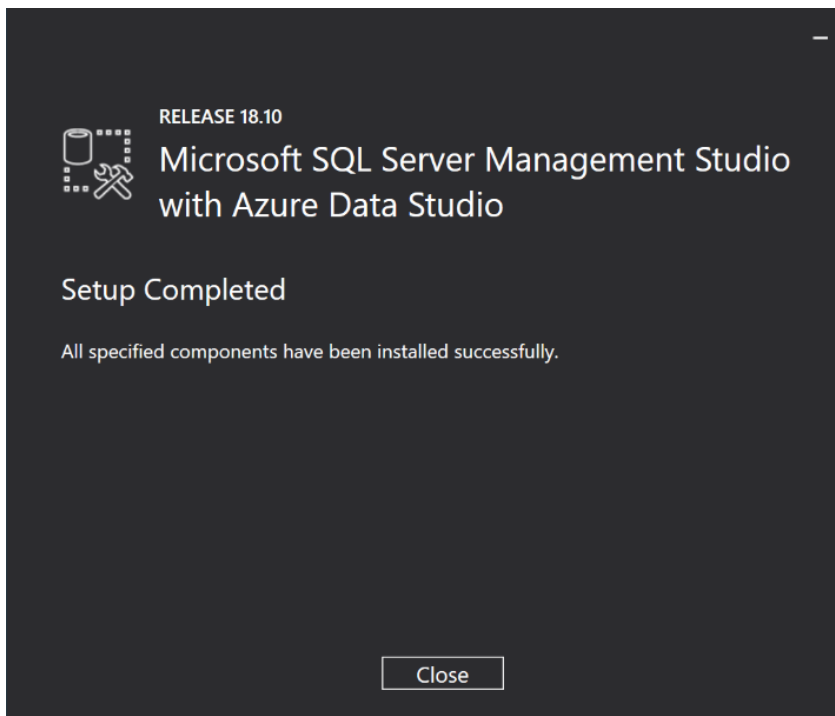 RELEASE 18.10
Microsoft SQL Server Management Studio
with Azure Data Studio
Setup Completed
All specified components have been installed successfully.
Close